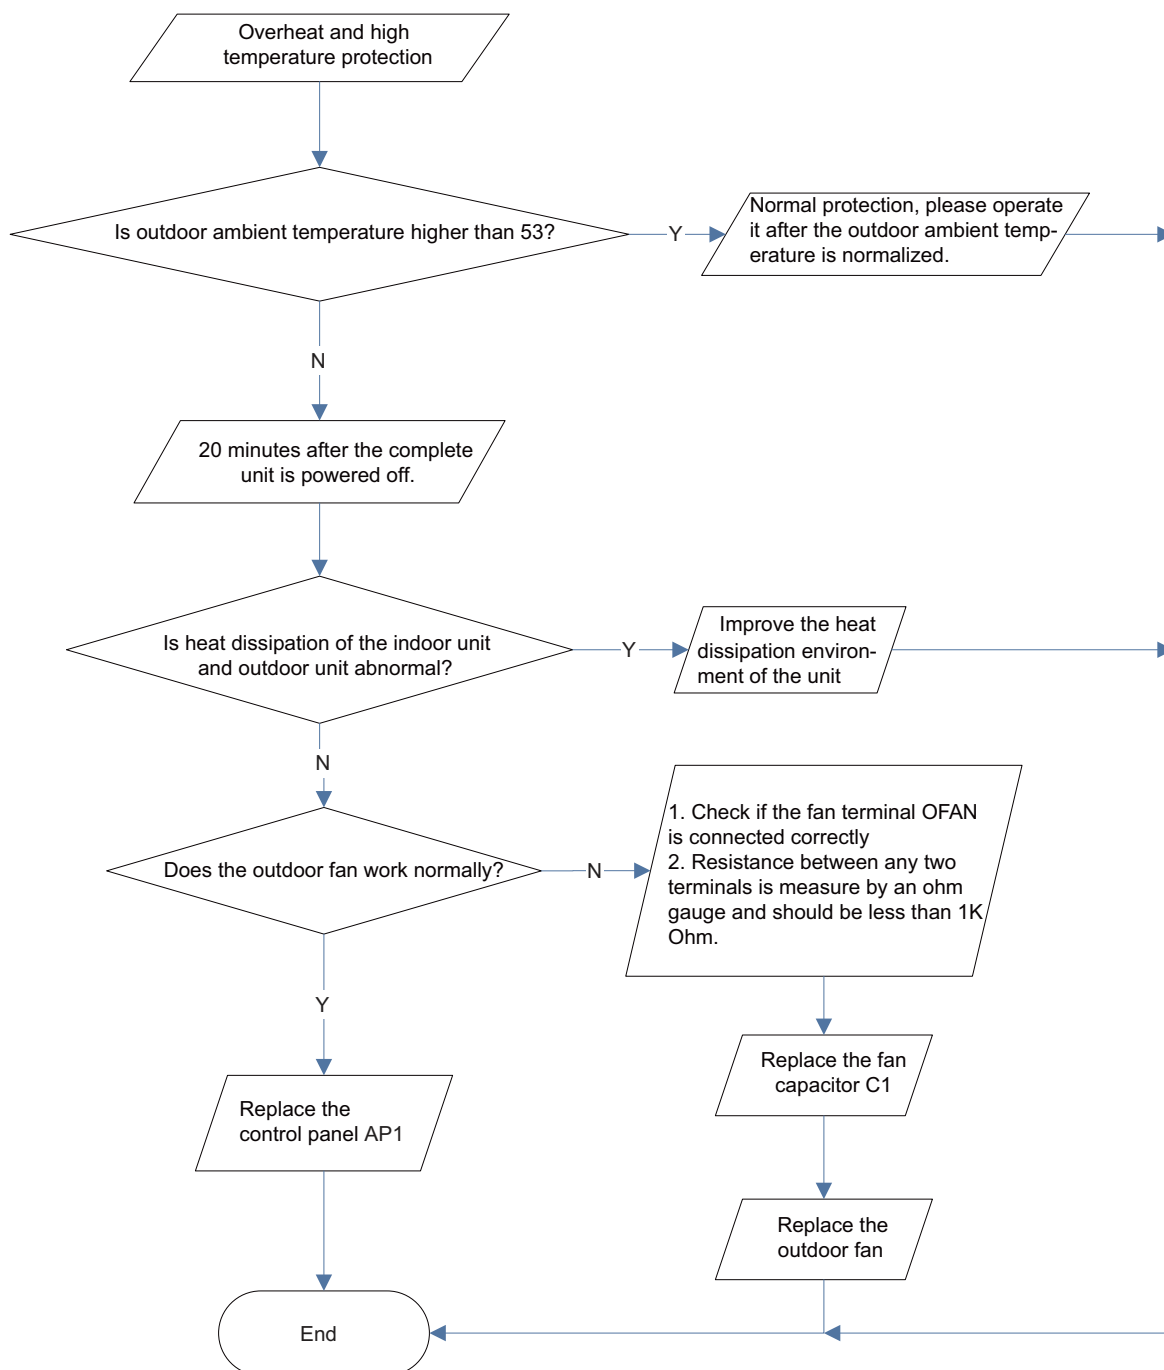 Overheat and high
temperature protection
Is outdoor ambient temperature higher than 53?
Y
Normal protection, please operate
it after the outdoor ambient temp-
erature is normalized.
N
20 minutes after the complete
unit is powered off.
Is heat dissipation of the indoor unit
and outdoor unit abnormal?
Y
Improve the heat
dissipation environ-
ment of the unit
N
Does the outdoor fan work normally?
N
1. Check if the fan terminal OFAN
is connected correctly
2. Resistance between any two
terminals is measure by an ohm
gauge and should be less than 1K
Ohm.
Y
Replace the fan
capacitor C1
Replace the
control panel AP1
Replace the
outdoor fan
End